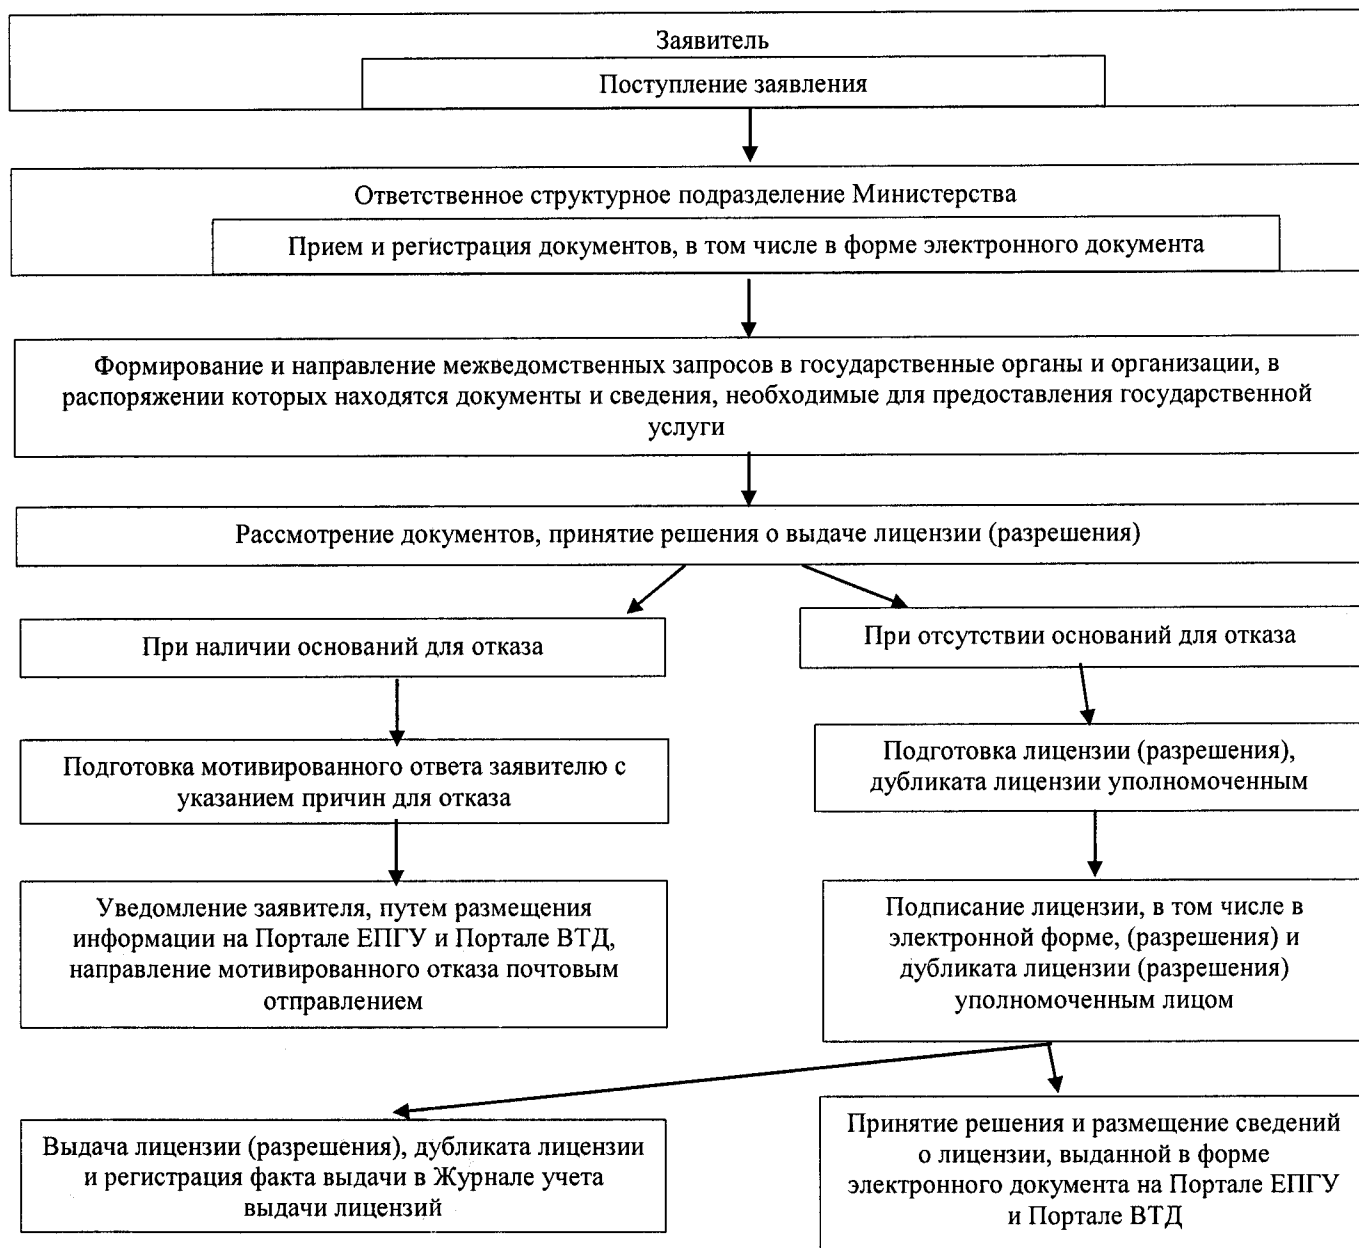 Заявитель
Поступление заявления
Ответственное структурное подразделение Министерства
Прием и регистрация документов, в том числе в форме электронного документа
Формирование и направление межведомственных запросов в государственные органы и организации, в
распоряжении которых находятся документы и сведения, необходимые для предоставления государственной
услуги
Рассмотрение документов, принятие решения о выдаче лицензии (разрешения)
При наличии оснований для отказа
При отсутствии оснований для отказа
Подготовка мотивированного ответа заявителю с
указанием причин для отказа
Подготовка лицензии (разрешения),
дубликата лицензии уполномоченным
Уведомление заявителя, путем размещения
информации на Портале ЕПГУ и Портале ВТД,
направление мотивированного отказа почтовым
отправлением
Подписание лицензии, в том числе в
электронной форме, (разрешения) и
дубликата лицензии (разрешения)
уполномоченным лицом
Выдача лицензии (разрешения), дубликата лицензии
и регистрация факта выдачи в Журнале учета
выдачи лицензий
Принятие решения и размещение сведений
о лицензии, выданной в форме
электронного документа на Портале ЕПГУ
и Портале ВТД